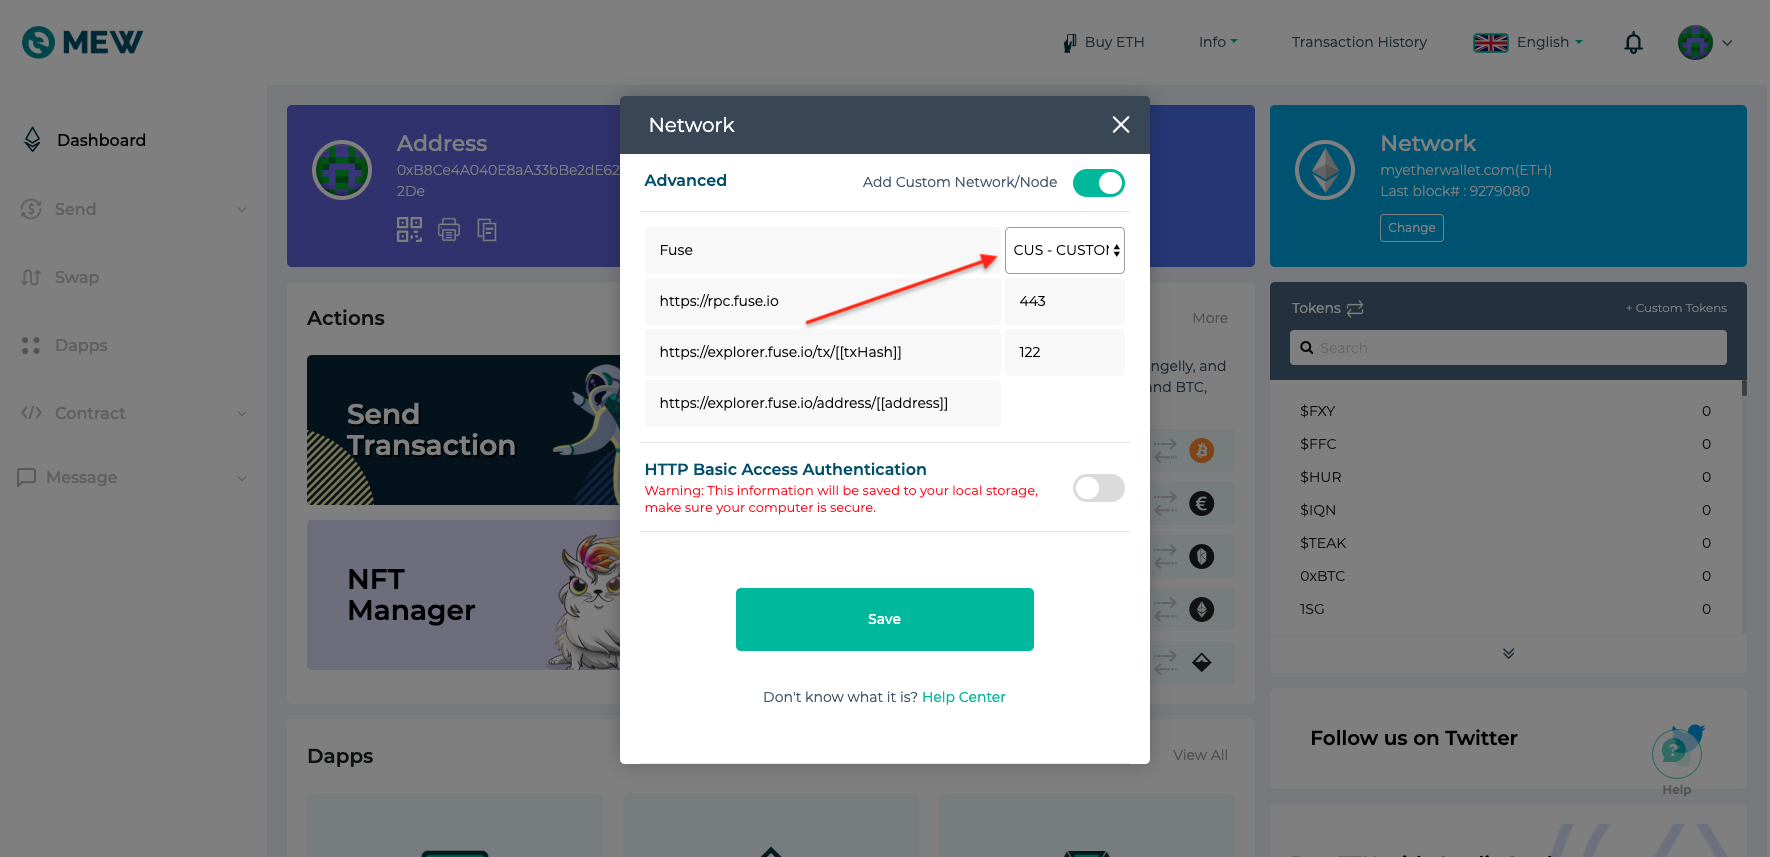 MEW
Buy ETH
Info
Transaction History
English
Dashboard
Send
Swap
Dapps
Contract
Message
Address
0xB8Ce4A040E8aA33bBe2dE62
2De
Network
myetherwallet.com(ETH)
Last block# : 9279080
Change
Network
Advanced
Add Custom Network/Node
Fuse
CUS - CUSTOM
https://rpc.fuse.io
443
https://explorer.fuse.io/tx/[[txHash]]
122
https://explorer.fuse.io/address/[[address]]
HTTP Basic Access Authentication
Warning: This information will be saved to your local storage,
make sure your computer is secure.
Save
Don't know what it is? Help Center
Actions
More
Send
Transaction
NFT
Manager
ngelly, and
and BTC,
Tokens
+ Custom Tokens
Search
$FXY 0
$FFC 0
$HUR 0
$IQN 0
$TEAK 0
0xBTC 0
1SG 0
Dapps
View All
Follow us on Twitter
Help